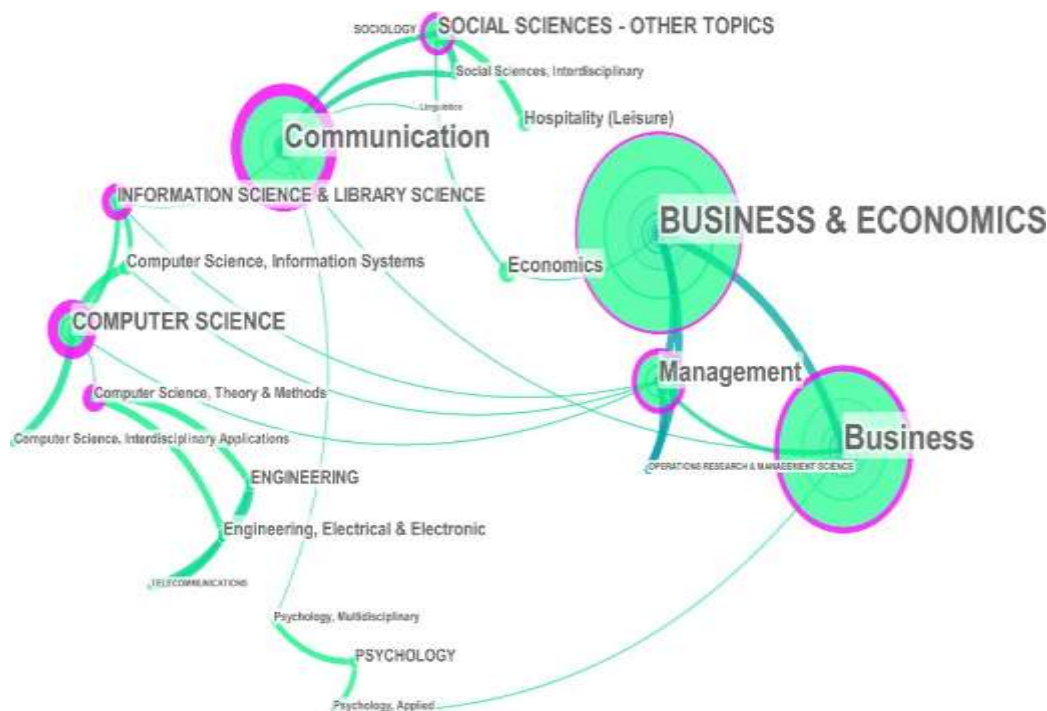 SOCIAL SCIENCES - OTHER TOPICS
SOCIOLOGY
Social Sciences, Interdisciplinary
Linguistics
Hospitality (Leisure)
Communication
INFORMATION SCIENCE & LIBRARY SCIENCE
BUSINESS & ECONOMICS
Computer Science, Information Systems
Economics
COMPUTER SCIENCE
Management
Computer Science, Theory & Methods
Computer Science, Interdisciplinary Applications
Business
OPERATIONS RESEARCH & MANAGEMENT SCIENCE
ENGINEERING
Engineering, Electrical & Electronic
TELECOMMUNICATIONS
Psychology, Multidisciplinary
PSYCHOLOGY
Psychology, Applied